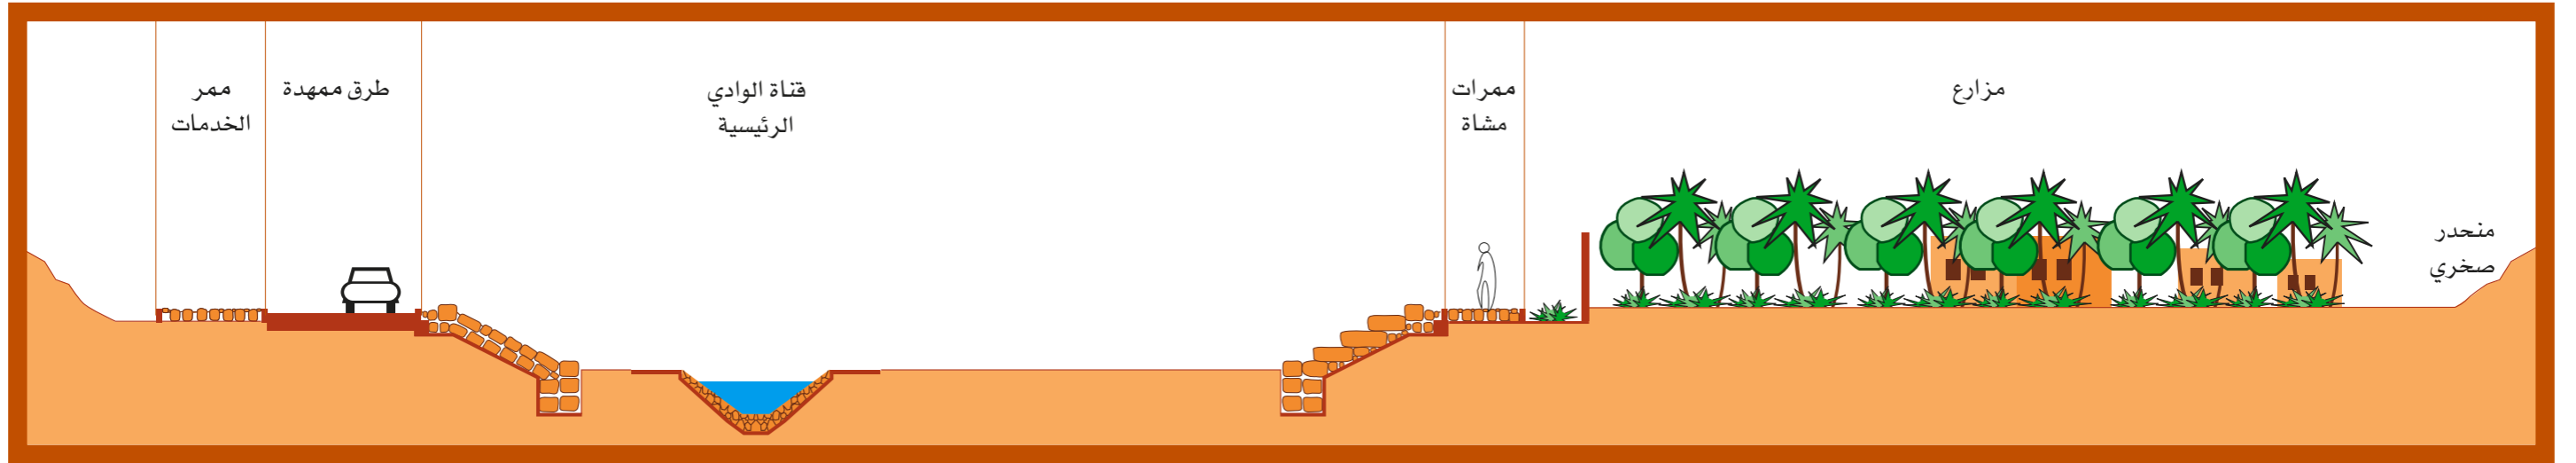 مزارع
منحدر
صخري
ممرات
مشاة
قناة الوادي
الرئيسية
طرق ممهدة
ممر
الخدمات